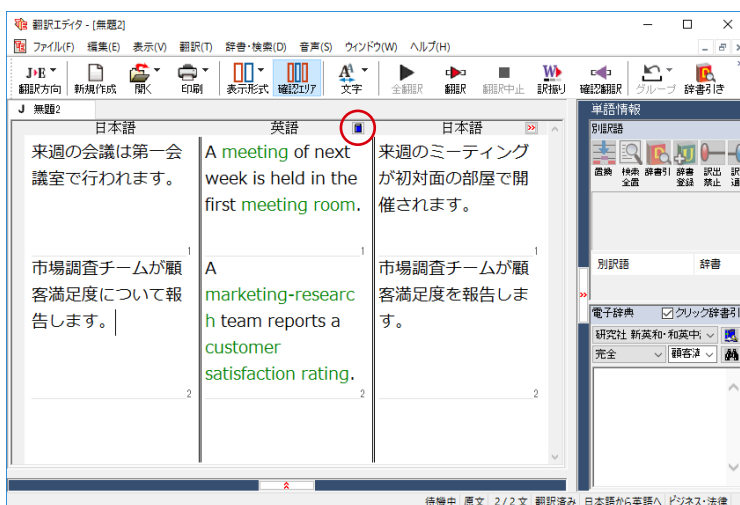 翻訳エディタ - [無題2]
ファイル(F) 編集(E) 表示(V) 翻訳(T) 辞書・検索(D) 音声(S) ウィンドウ(W) ヘルプ(H)
翻訳方向 新規作成 開く 印刷 表示形式 確認エリア 文字 全翻訳 翻訳 翻訳中止 訳振り 確認翻訳 グループ 辞書引き
J 無題2
日本語 英語 日本語
来週の会議は第一会
議室で行われます。
1
A meeting of next
week is held in the
first meeting room.
1
来週のミーティング
が初対面の部屋で開
催されます。
1
市場調査チームが顧
客満足度について報
告します。
2
A
marketing-researc
h team reports a
customer
satisfaction rating.
2
市場調査チームが顧
客満足度を報告しま
す。
2
単語情報
別訳語
置換 検索全置 辞書引 辞書登録 訳出禁止
別訳語 辞書
電子辞典 クリック辞書引
研究社 新英和・和英中
完全 顧客満
待機中 原文 2/2文 翻訳済み 日本語から英語へ ビジネス・法律